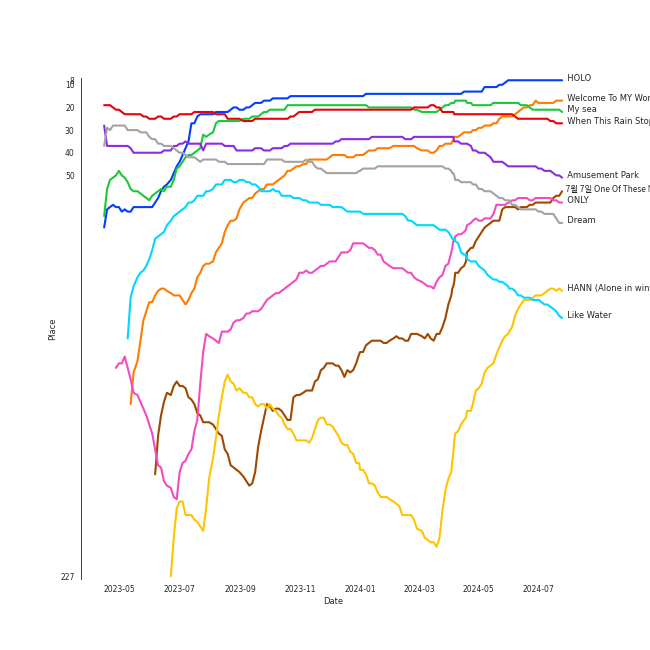 8
10
HOLO
Welcome To MY Wor
20
My sea
When This Rain Stop
30
40
50
Amusement Park
7월 7일 One Of These N
ONLY
Dream
HANN (Alone in win
Like Water
Place
227
2023-05
2023-07
2023-09
2023-11
2024-01
2024-03
2024-05
2024-07
Date